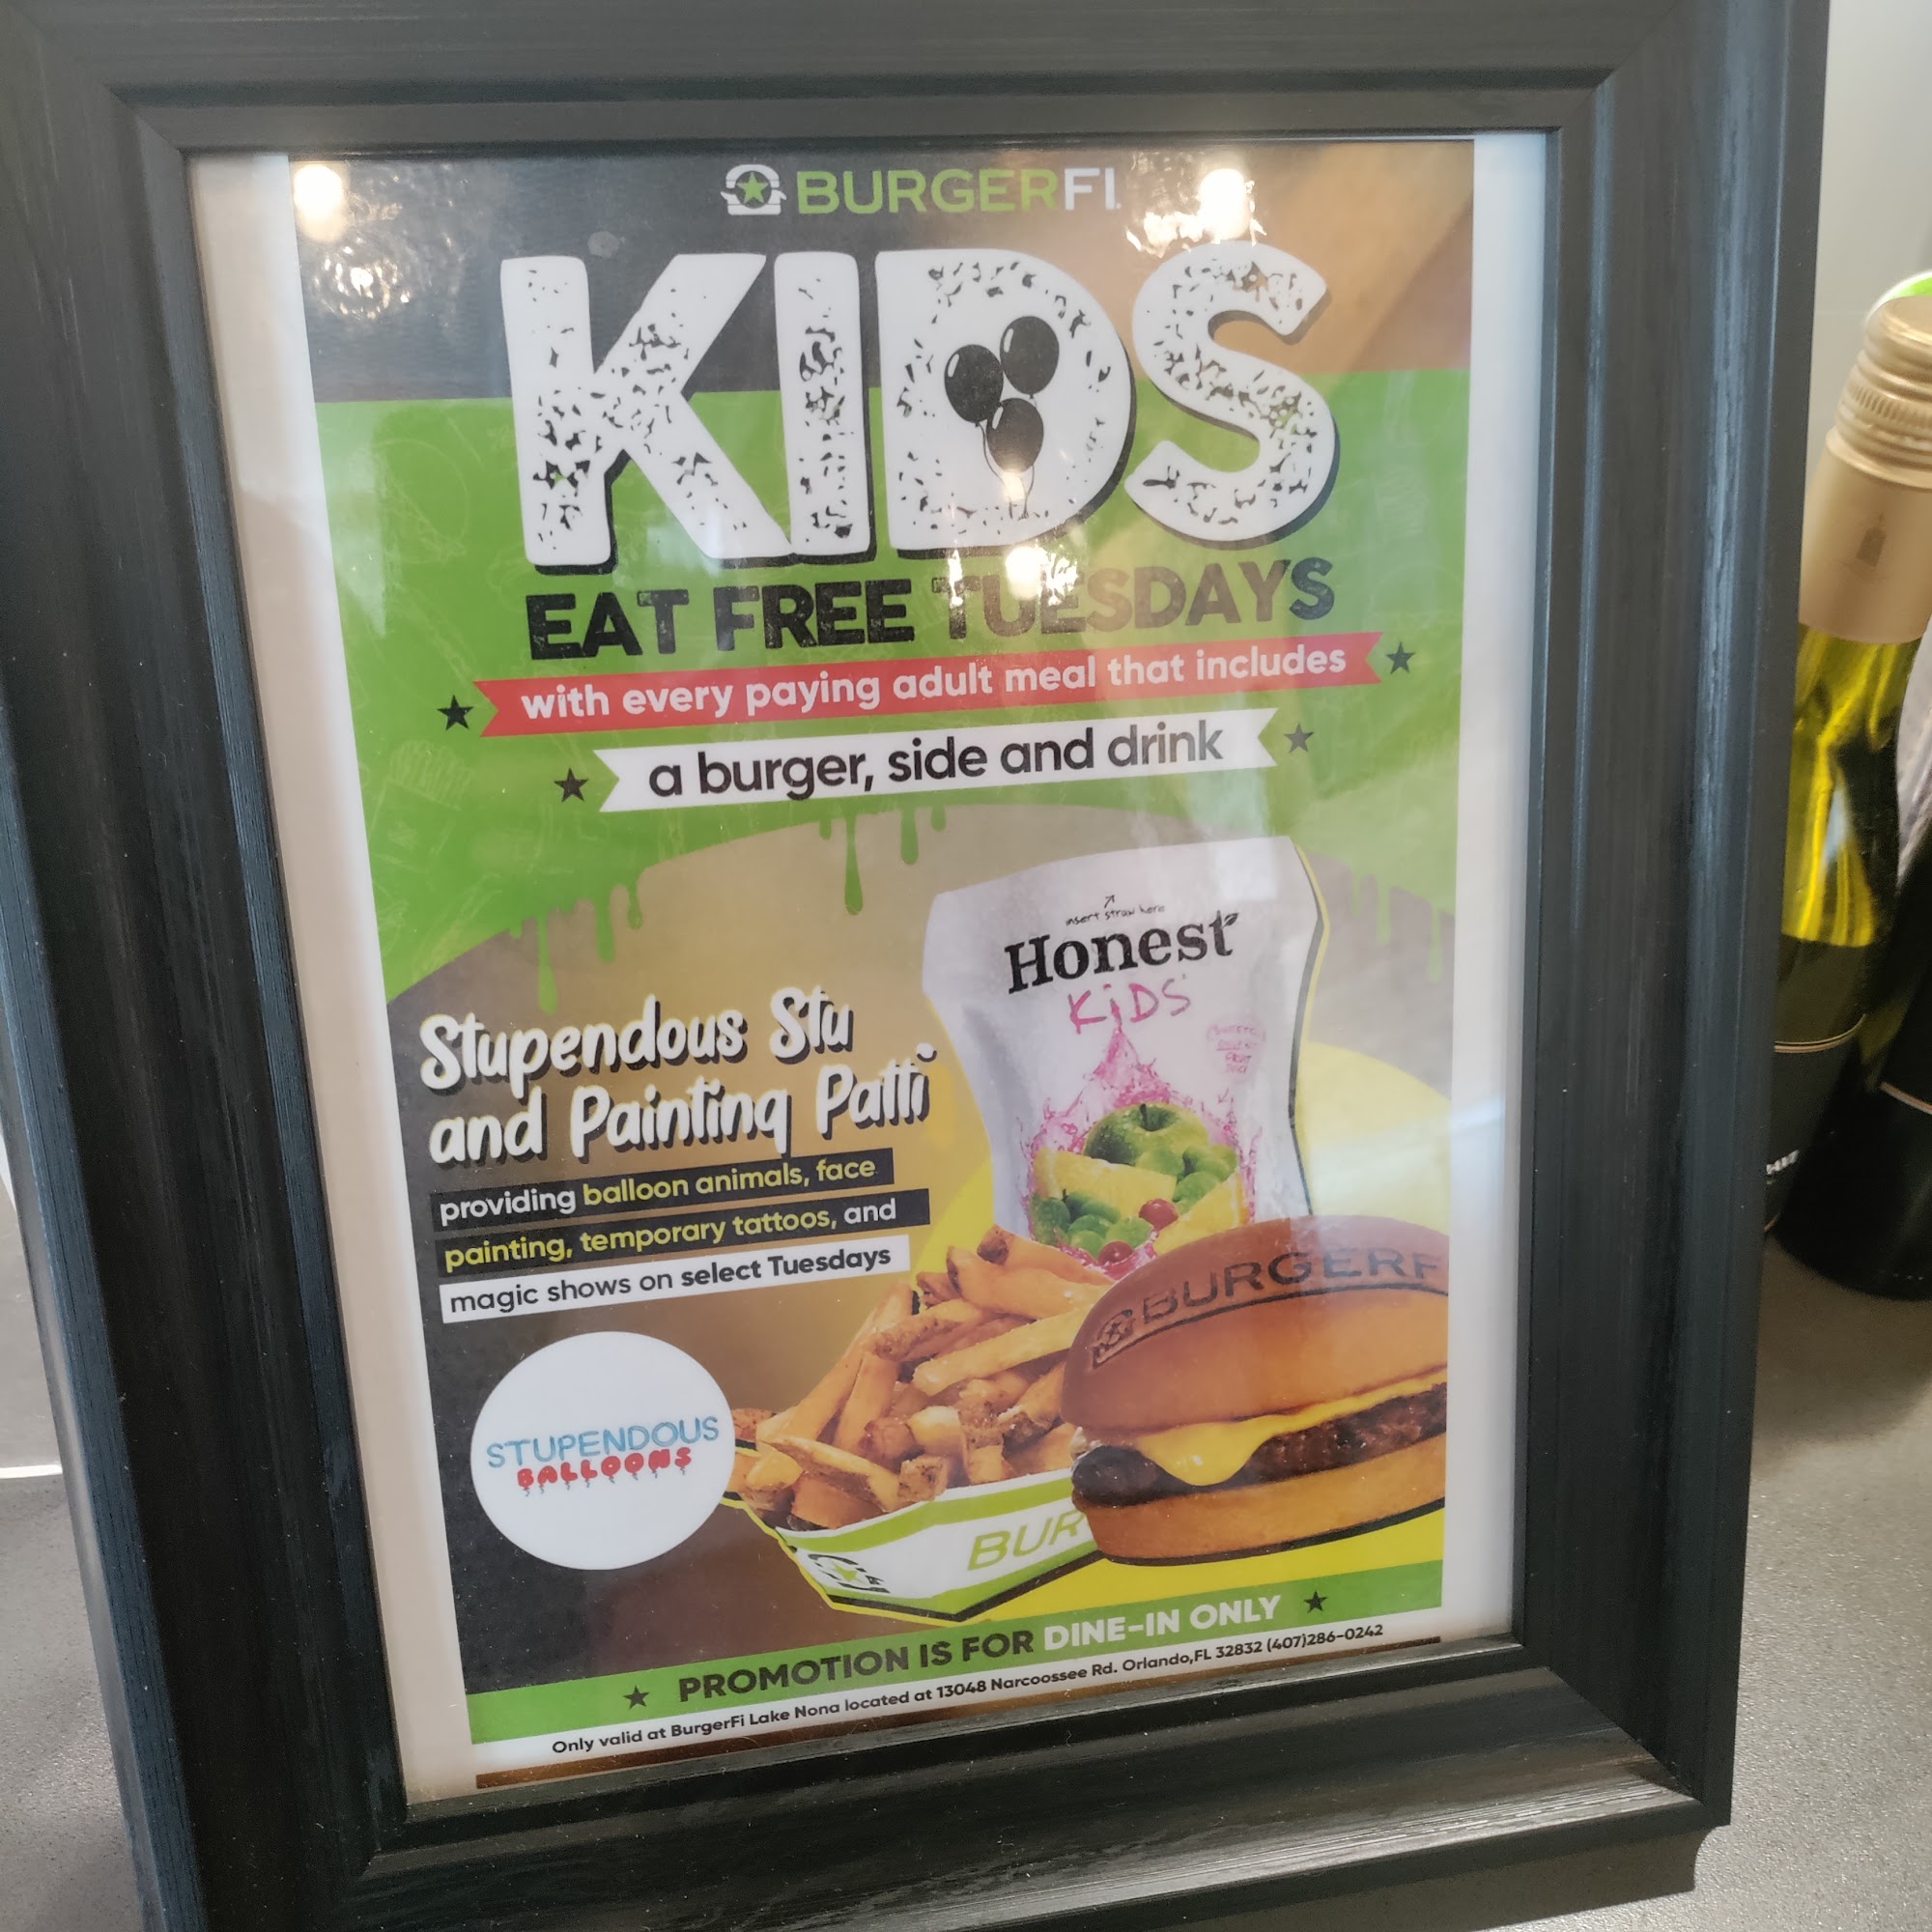 BURGERFI
KIDS
EAT FREE TUESDAYS
with every paying adult meal that includes
a burger, side and drink
insert straw here
Honest
KiDS
Stupendous Stu
and Painting Patti
providing balloon animals, face
painting, temporary tattoos, and
magic shows on select Tuesdays
BURGERF
STUPENDOUS
BALLOONS
BUR
PROMOTION IS FOR DINE-IN ONLY
Only valid at BurgerFi Lake Nona located at 13048 Narcoossee Rd. Orlando,FL 32832 (407)286-0242